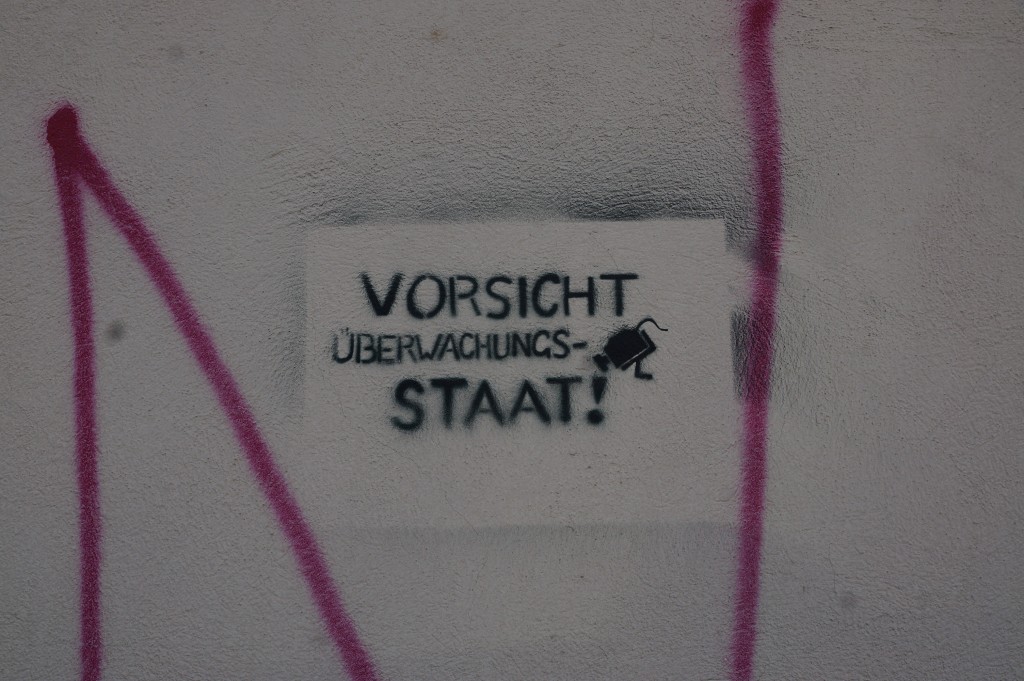 VORSICHT
ÜBERWACHUNGS-
STAAT!